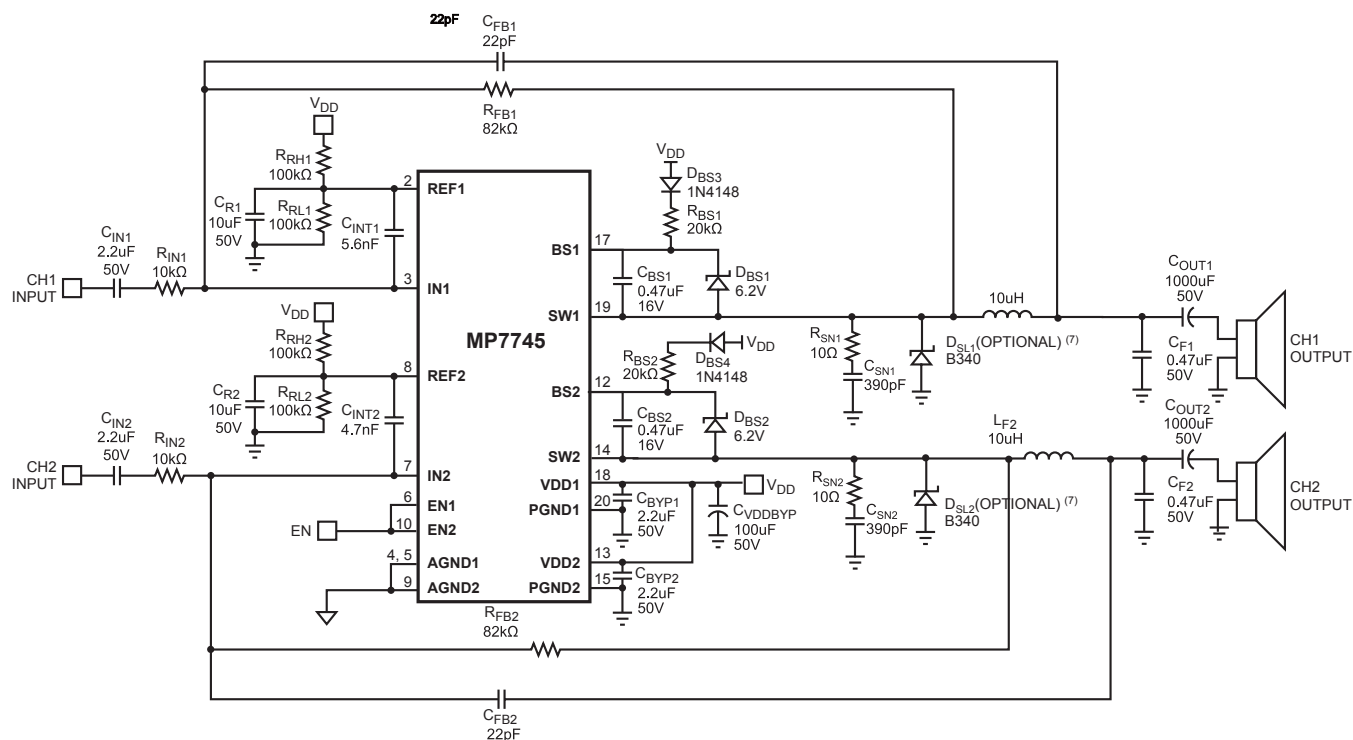 22pF
CFB1
22pF
RFB1
82kΩ
VDD
RRH1
100kΩ
CR1
10uF
50V
RRL1
100kΩ
CINT1
5.6nF
CIN1
2.2uF
50V
RIN1
10kΩ
CH1
INPUT
2
REF1
3
IN1
VDD
RRH2
100kΩ
CR2
10uF
50V
RRL2
100kΩ
CINT2
4.7nF
CIN2
2.2uF
50V
RIN2
10kΩ
CH2
INPUT
8
REF2
7
IN2
6
EN1
10
EN2
EN
4, 5
AGND1
9
AGND2
MP7745
VDD
DBS3
1N4148
RBS1
20kΩ
17
BS1
CBS1
0.47uF
16V
DBS1
6.2V
19
SW1
RBS2
20kΩ
DBS4
1N4148
VDD
12
BS2
CBS2
0.47uF
16V
DBS2
6.2V
14
SW2
18
VDD1
20
PGND1
CBYP1
2.2uF
50V
CVDDBYP
100uF
50V
VDD
13
VDD2
15
PGND2
CBYP2
2.2uF
50V
RSN1
10Ω
CSN1
390pF
DSL1(OPTIONAL) (7)
B340
10uH
COUT1
1000uF
50V
CF1
0.47uF
50V
CH1
OUTPUT
RSN2
10Ω
CSN2
390pF
DSL2(OPTIONAL) (7)
B340
LF2
10uH
COUT2
1000uF
50V
CF2
0.47uF
50V
CH2
OUTPUT
RFB2
82kΩ
CFB2
22pF